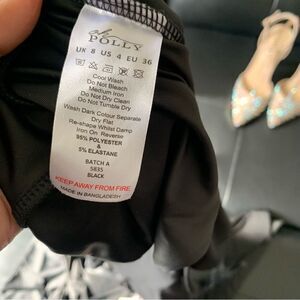 DOLLY
UK 8 US 4 EU 36
Cool Wash
Do Not Bleach
Medium Iron
Do Not Dry Clean
Do Not Tumble Dry
Wash Dark Colour Separate
Dry Flat
Re-shape Whilst Damp
Iron On Reverse
95% POLYESTER &
5% ELASTANE
BATCH A
5835
BLACK
KEEP AWAY FROM FIRE
MADE IN BANGLADESH